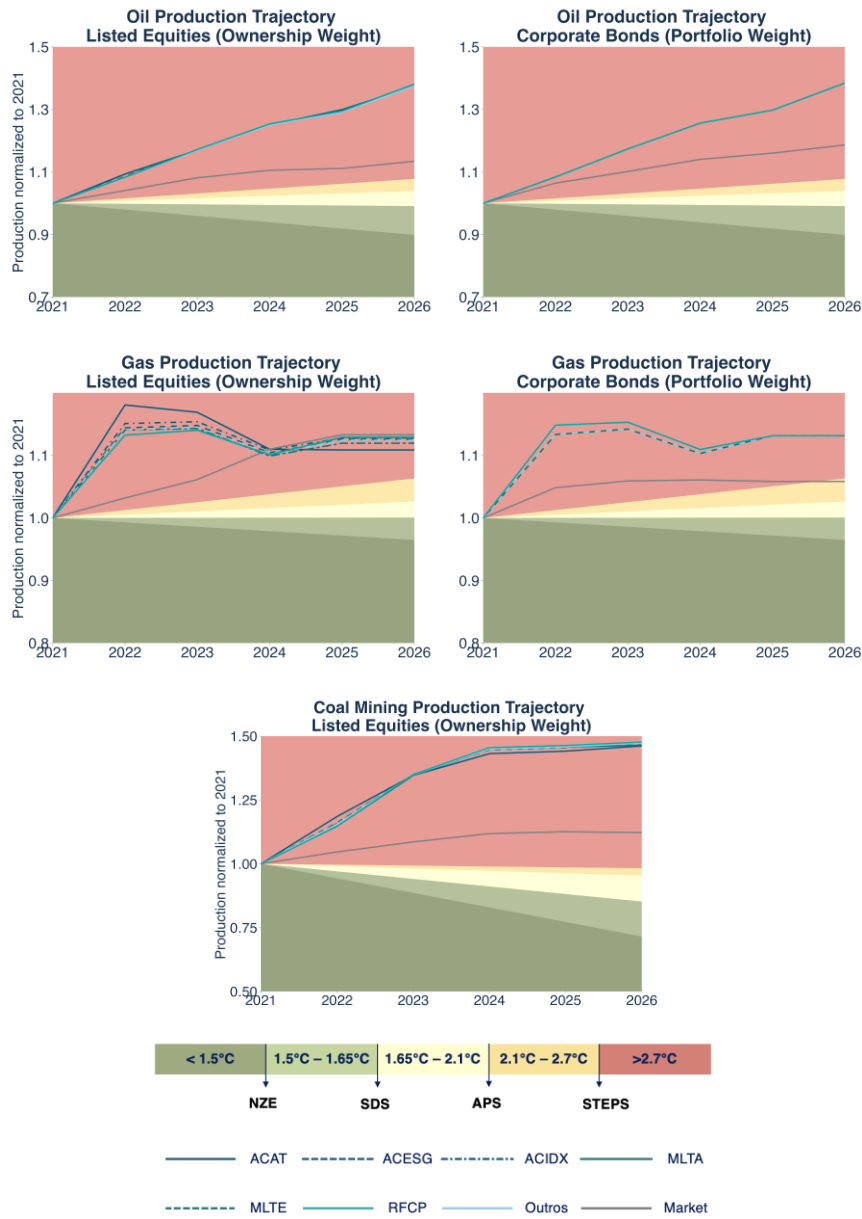 Oil Production Trajectory
Listed Equities (Ownership Weight)
Production normalized to 2021
1.5
1.3
1.1
0.9
0.7
2021 2022 2023 2024 2025 2026
Oil Production Trajectory
Corporate Bonds (Portfolio Weight)
1.5
1.3
1.1
0.9
0.7
2021 2022 2023 2024 2025 2026
Gas Production Trajectory
Listed Equities (Ownership Weight)
Production normalized to 2021
1.1
1.0
0.9
0.8
2021 2022 2023 2024 2025 2026
Gas Production Trajectory
Corporate Bonds (Portfolio Weight)
1.1
1.0
0.9
0.8
2021 2022 2023 2024 2025 2026
Coal Mining Production Trajectory
Listed Equities (Ownership Weight)
Production normalized to 2021
1.50
1.25
1.00
0.75
0.50
2021 2022 2023 2024 2025 2026
< 1.5°C 1.5°C – 1.65°C 1.65°C – 2.1°C 2.1°C – 2.7°C >2.7°C
NZE SDS APS STEPS
ACAT ACESG ACIDX MLTA
MLTE RFCP Outros Market